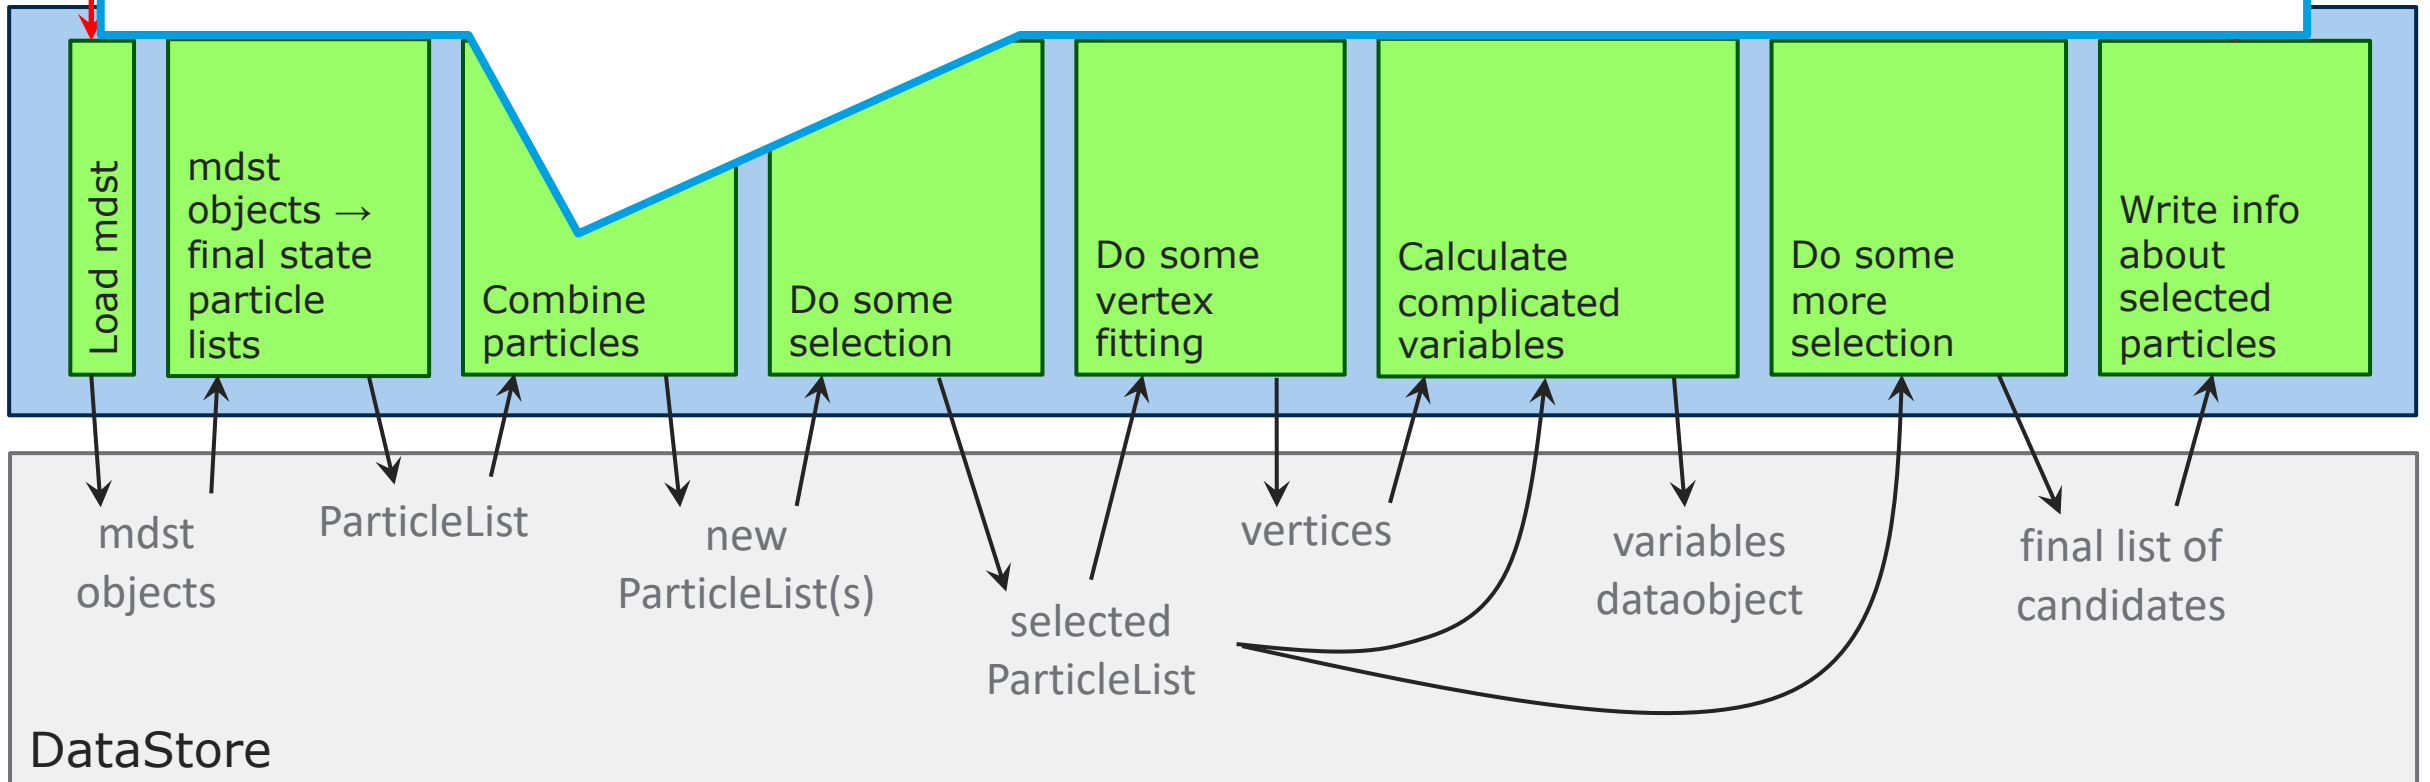 Load mdst
mdst
objects →
final state
particle
lists
Combine
particles
Do some
selection
Do some
vertex
fitting
Calculate
complicated
variables
Do some
more
selection
Write info
about
selected
particles
mdst
objects
ParticleList
new
ParticleList(s)
selected
ParticleList
vertices
variables
dataobject
final list of
candidates
DataStore